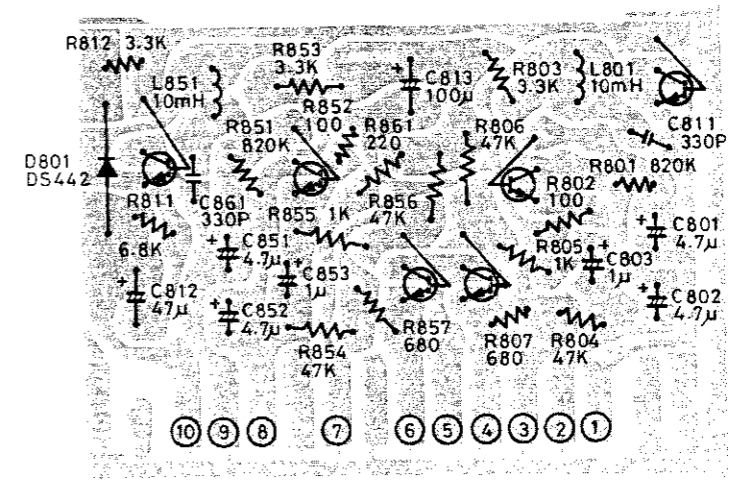 R812 3.3K
R853
3.3K
L851
10mH
C813
100μ
R803
3.3K
L801
10mH
R852
100
R851
820K
R861
220
R806
47K
C811
330P
D801
DS442
R801 820K
R802
100
R811
6.8K
C861
330P
R855 1K
R856
47K
C851
4.7μ
R805
1K
C803
1μ
C801
4.7μ
C812
47μ
C853
1μ
C852
4.7μ
C802
4.7μ
R854
47K
R857
680
R807
680
R804
47K
10 9 8 7 6 5 4 3 2 1